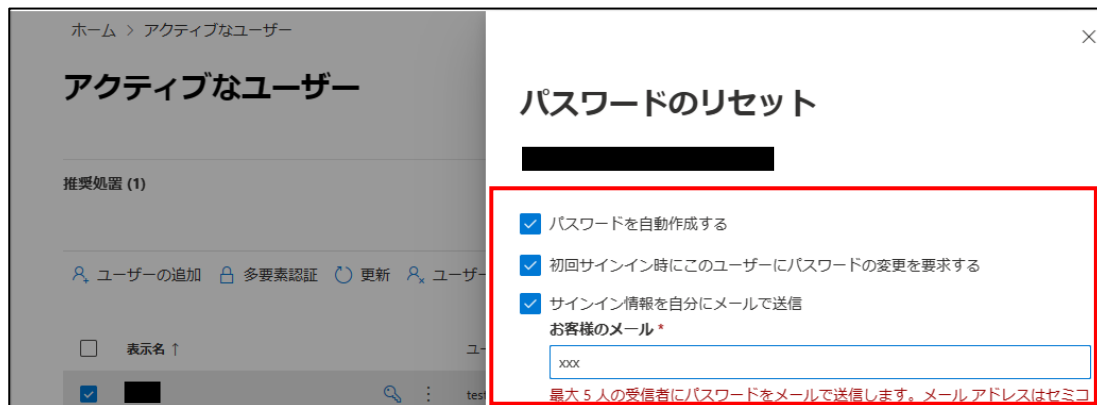 ホーム > アクティブなユーザー
アクティブなユーザー
推奨処置 (1)
ユーザーの追加 多要素認証 更新 ユーザー
表示名 ↑ ユー
test
パスワードのリセット
パスワードを自動作成する
初回サインイン時にこのユーザーにパスワードの変更を要求する
サインイン情報を自分にメールで送信
お客様のメール *
xxx
最大 5 人の受信者にパスワードをメールで送信します。メール アドレスはセミコ